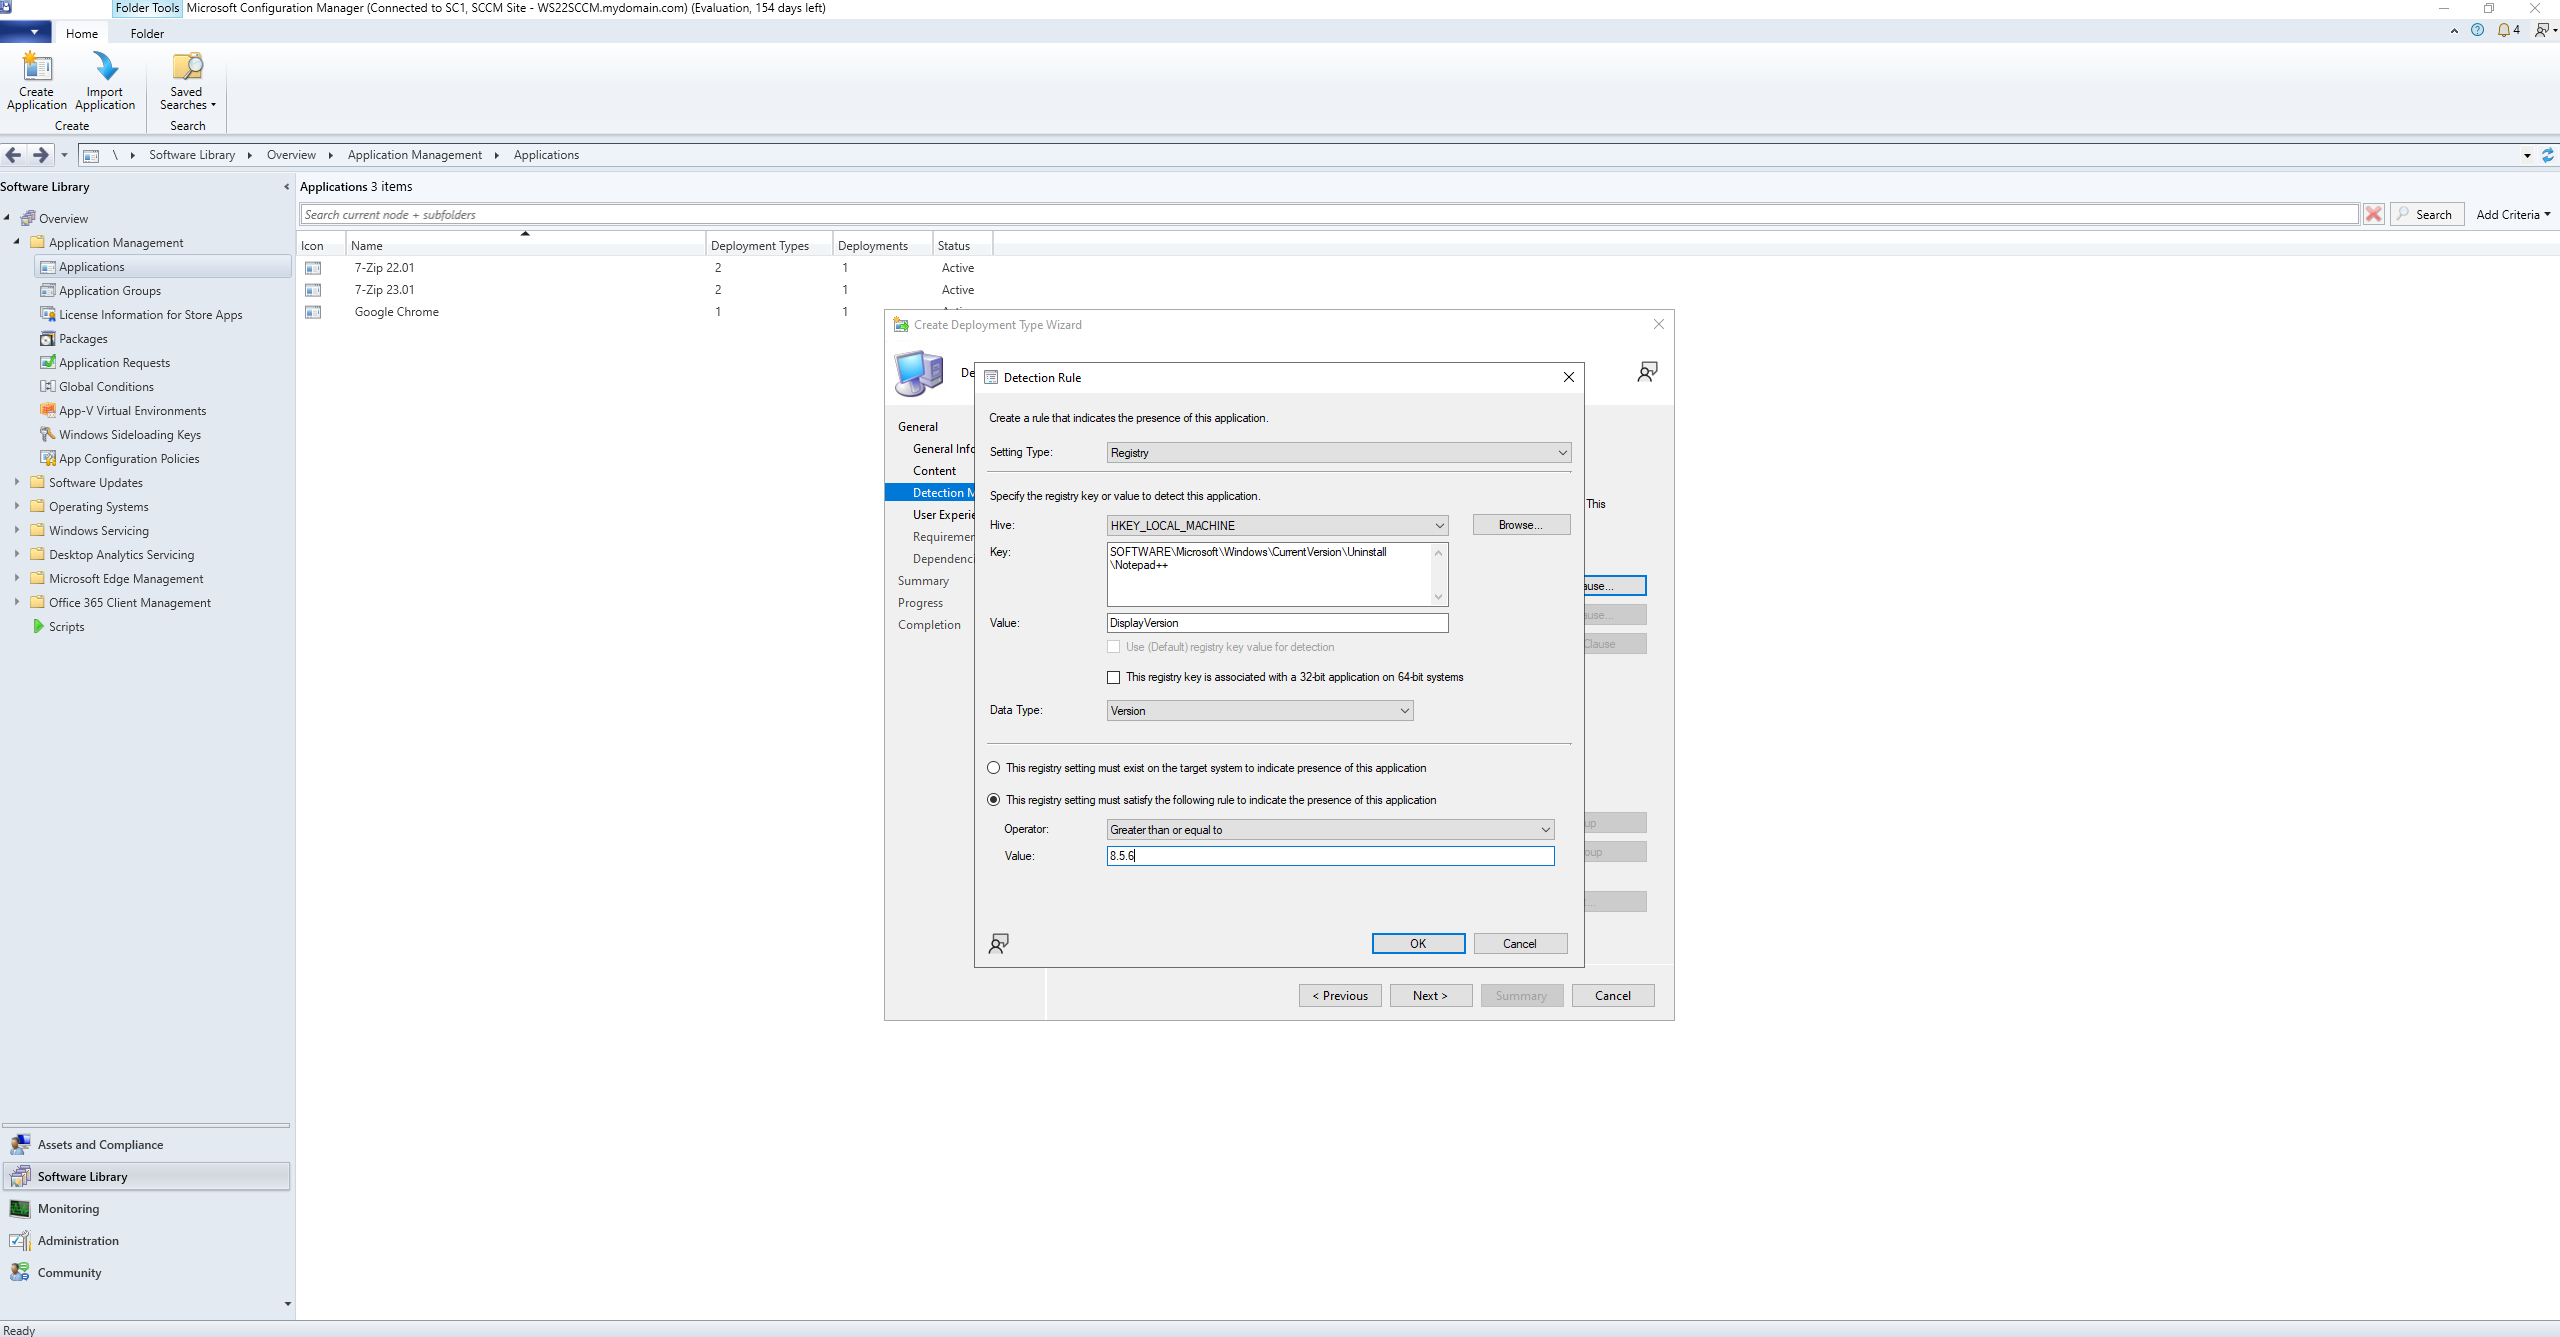 Folder Tools Microsoft Configuration Manager (Connected to SC1, SCCM Site - WS22SCCM.mydomain.com) (Evaluation, 154 days left)
Home Folder 4
Create Application Import Application Saved Searches
Create Search
\ Software Library Overview Application Management Applications
Software Library
Overview
Application Management
Applications
Application Groups
License Information for Store Apps
Packages
Application Requests
Global Conditions
App-V Virtual Environments
Windows Sideloading Keys
App Configuration Policies
Software Updates
Operating Systems
Windows Servicing
Desktop Analytics Servicing
Microsoft Edge Management
Office 365 Client Management
Scripts
Assets and Compliance
Software Library
Monitoring
Administration
Community
Ready
Applications 3 items
Search current node + subfolders Search Add Criteria
Icon Name Deployment Types Deployments Status
7-Zip 22.01 2 1 Active
7-Zip 23.01 2 1 Active
Google Chrome 1 1
Create Deployment Type Wizard
De
General
General Info
Content
Detection M
User Experie
Requiremen
Dependenc
Summary
Progress
Completion
This
ause...
ause...
Clause
up
oup
< Previous Next > Summary Cancel
Detection Rule
Create a rule that indicates the presence of this application.
Setting Type: Registry
Specify the registry key or value to detect this application.
Hive: HKEY_LOCAL_MACHINE Browse...
Key: SOFTWARE\Microsoft\Windows\CurrentVersion\Uninstall
\Notepad++
Value: DisplayVersion
Use (Default) registry key value for detection
This registry key is associated with a 32-bit application on 64-bit systems
Data Type: Version
This registry setting must exist on the target system to indicate presence of this application
This registry setting must satisfy the following rule to indicate the presence of this application
Operator: Greater than or equal to
Value: 8.5.6
OK Cancel